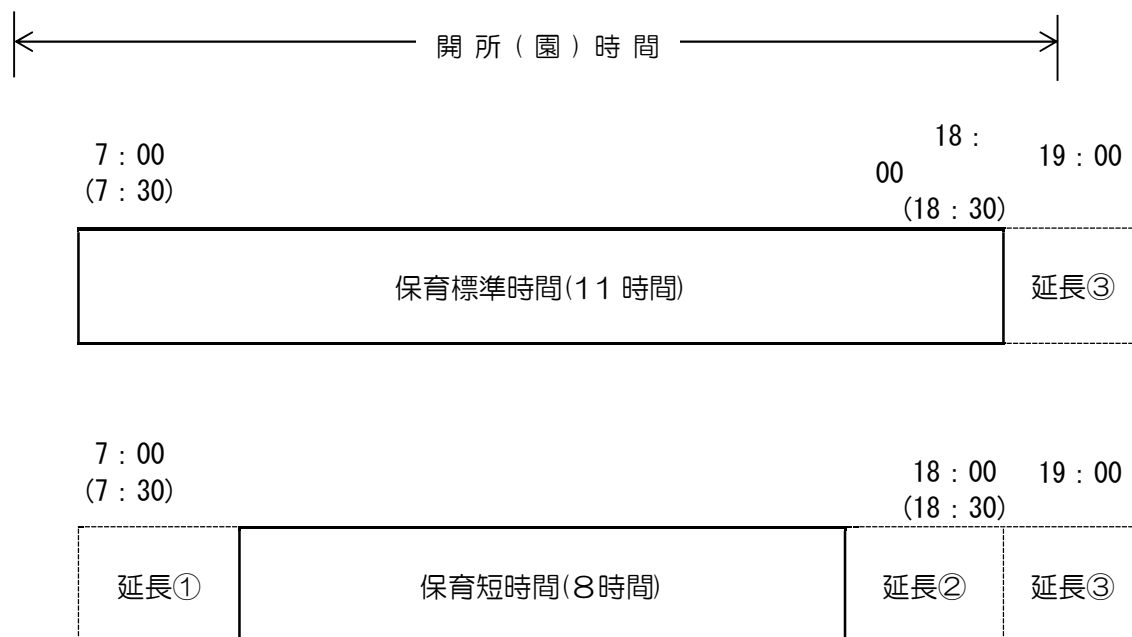 開 所 ( 園 ) 時 間
7：00
(7：30)
18：
00
(18：30)
19：00
保育標準時間(11 時間)
延長③
7：00
(7：30)
18：00
(18：30)
19：00
延長①
保育短時間(8時間)
延長②
延長③